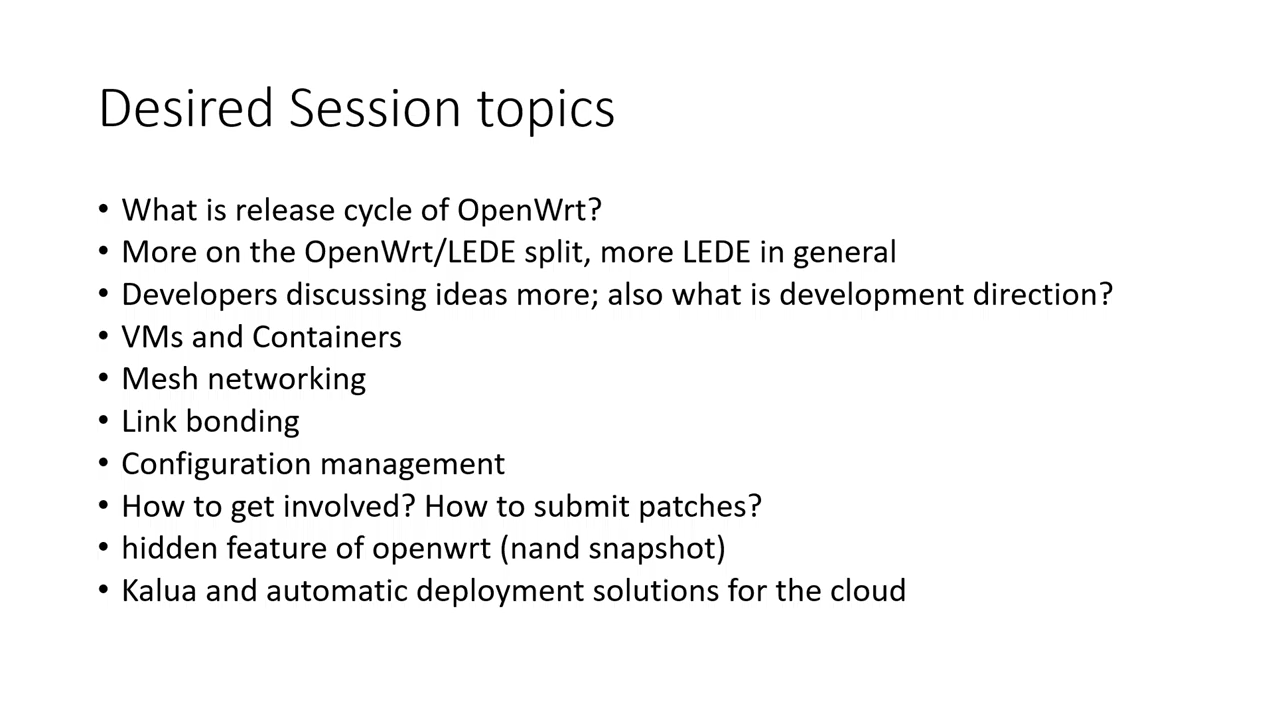 Desired Session topics
• What is release cycle of OpenWrt?
• More on the OpenWrt/LEDE split, more LEDE in general
• Developers discussing ideas more; also what is development direction?
• VMs and Containers
• Mesh networking
• Link bonding
• Configuration management
• How to get involved? How to submit patches?
• hidden feature of openwrt (nand snapshot)
• Kalua and automatic deployment solutions for the cloud